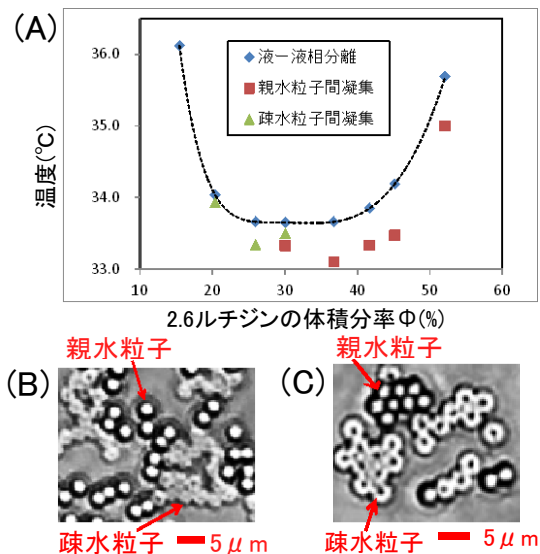 (A)
36.0
35.0
34.0
33.0
温度(℃)
液ー液相分離
親水粒子間凝集
疎水粒子間凝集
10 20 30 40 50 60
2.6ルチジンの体積分率Φ(%)
親水粒子
(B)
疎水粒子
5μm
親水粒子
(C)
疎水粒子
5μm